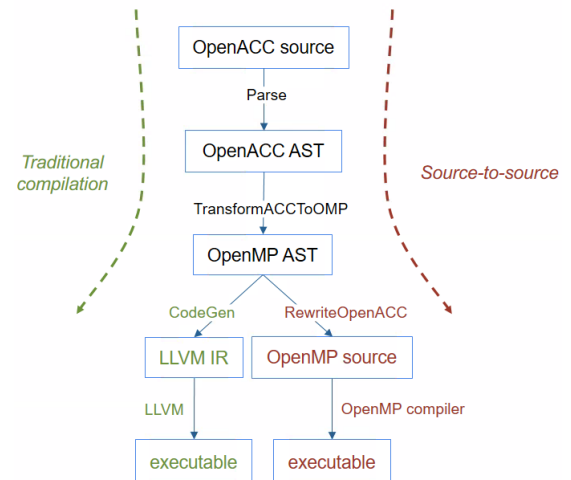 OpenACC source
Parse
OpenACC AST
Traditional
compilation
Source-to-source
TransformACCToOMP
OpenMP AST
CodeGen
RewriteOpenACC
LLVM IR
OpenMP source
LLVM
OpenMP compiler
executable
executable